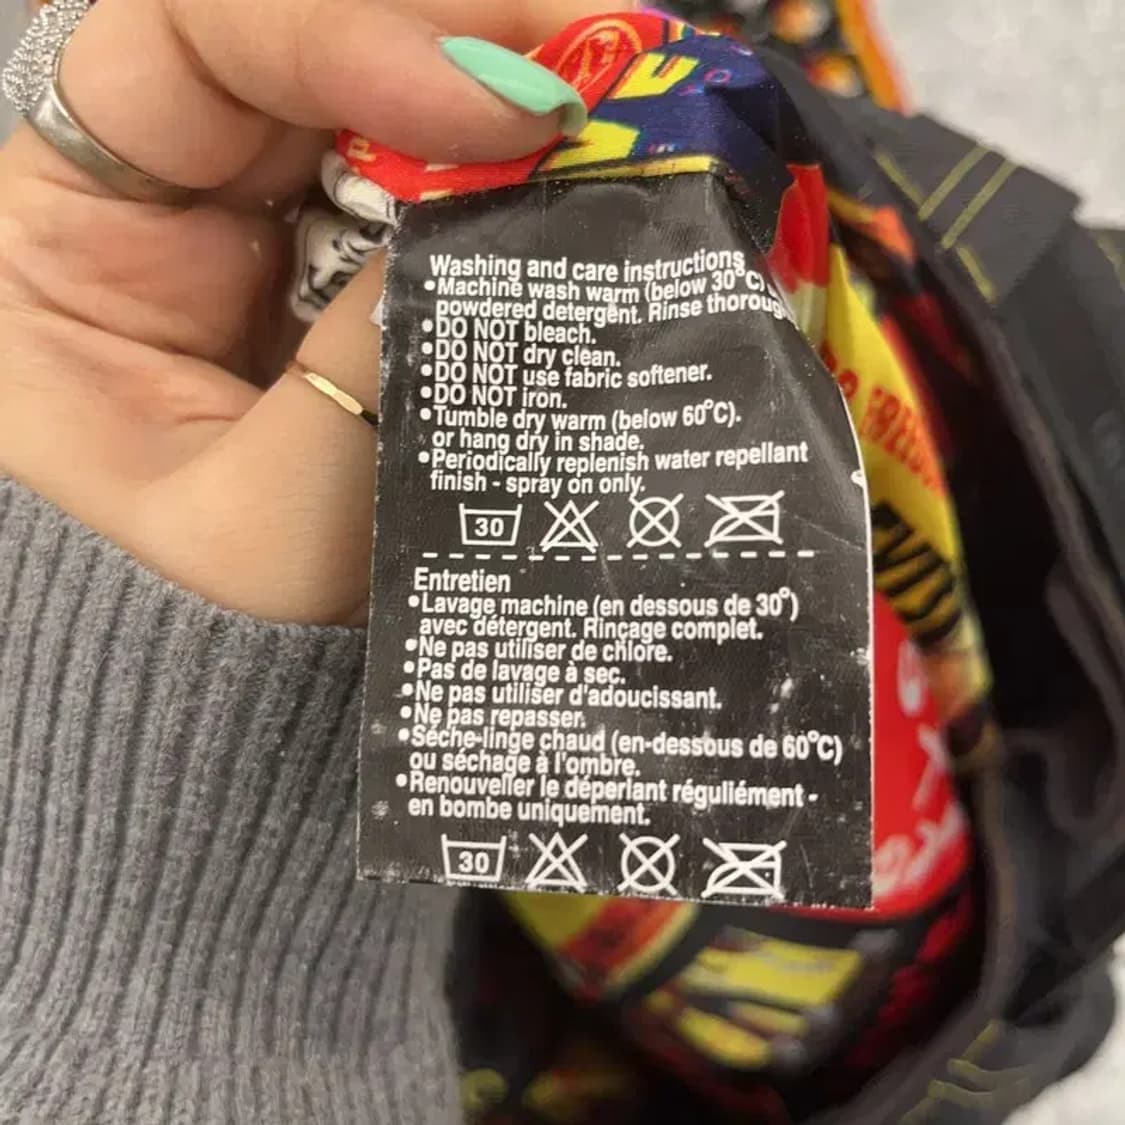 Washing and care instructions
•Machine wash warm (below 30°C)
powdered detergent. Rinse
•DO NOT bleach.
•DO NOT dry clean.
•DO NOT use fabric softener.
•DO NOT iron.
•Tumble dry warm (below 60°C).
or hang dry in shade.
•Periodically replenish water repellant
finish - spray on only.
30
Entretien
•Lavage machine (en dessous de 30°)
avec détergent. Rinçage complet.
•Ne pas utiliser de chlore.
•Pas de lavage à sec.
•Ne pas utiliser d'adoucissant.
•Ne pas repasser.
•Séche-linge chaud (en-dessous de 60°C)
ou séchage à l'ombre.
•Renouveller le déperlant réguliément -
en bombe uniquement.
30